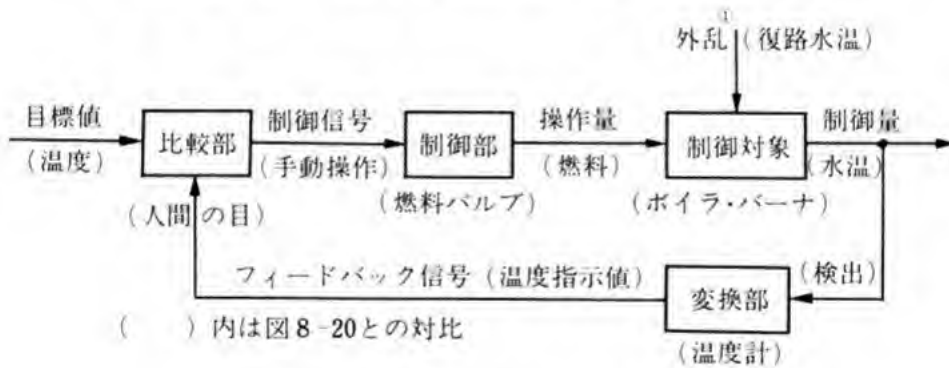 ①
外乱(復路水温)
目標値
(温度)
比較部
(人間の目)
制御信号
(手動操作)
制御部
(燃料バルブ)
操作量
(燃料)
制御対象
(ボイラ・バーナ)
制御量
(水温)
(検出)
変換部
(温度計)
フィードバック信号(温度指示値)
(　　)内は図8-20との対比